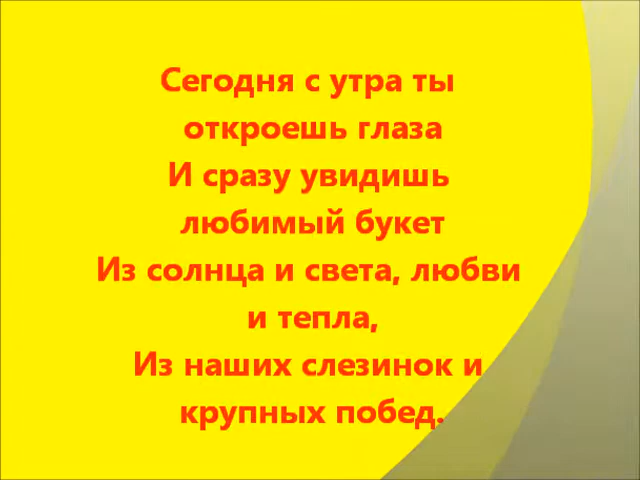 Сегодня с утра ты
откроешь глаза
И сразу увидишь
любимый букет
Из солнца и света, любви
и тепла,
Из наших слезинок и
крупных побед.